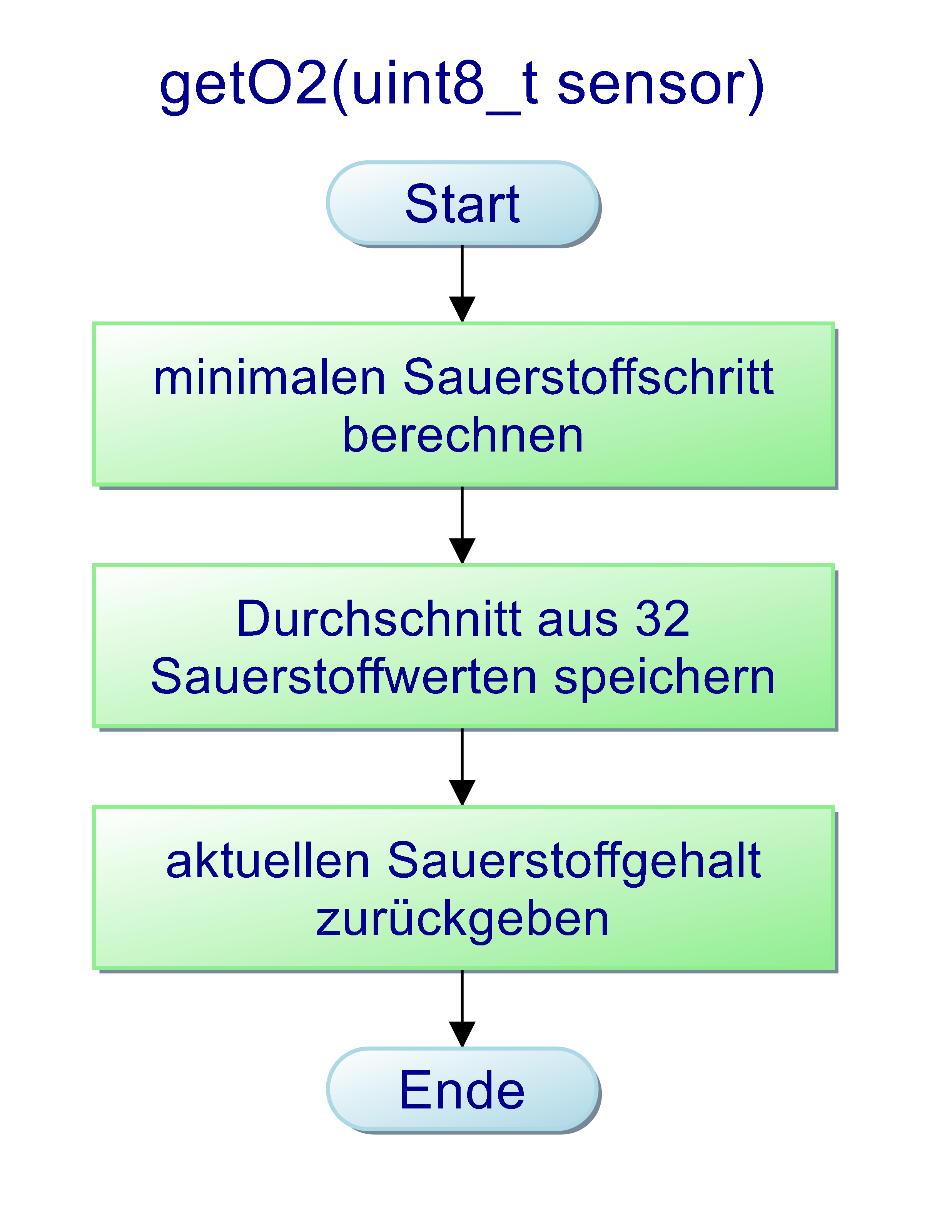 getO2(uint8_t sensor)
Start
minimalen Sauerstoffschritt
berechnen
Durchschnitt aus 32
Sauerstoffwerten speichern
aktuellen Sauerstoffgehalt
zurückgeben
Ende